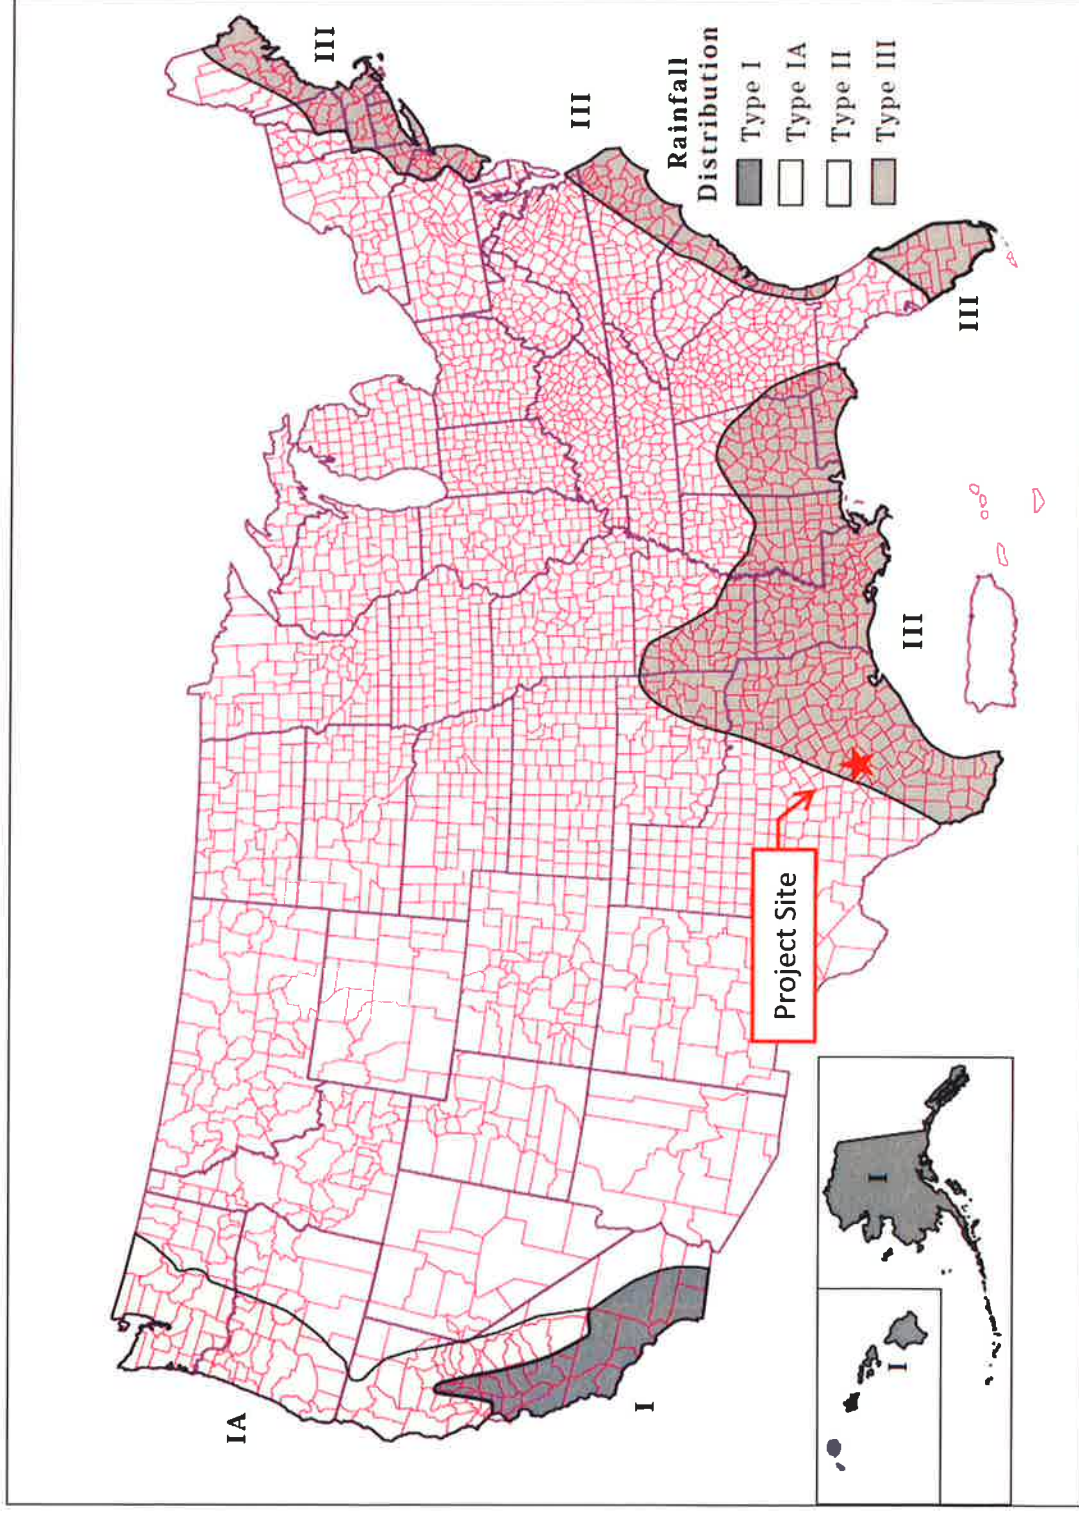 III
III
Rainfall
Distribution
Type I
Type IA
Type II
Type III
III
III
Project Site
IA
I
I
I